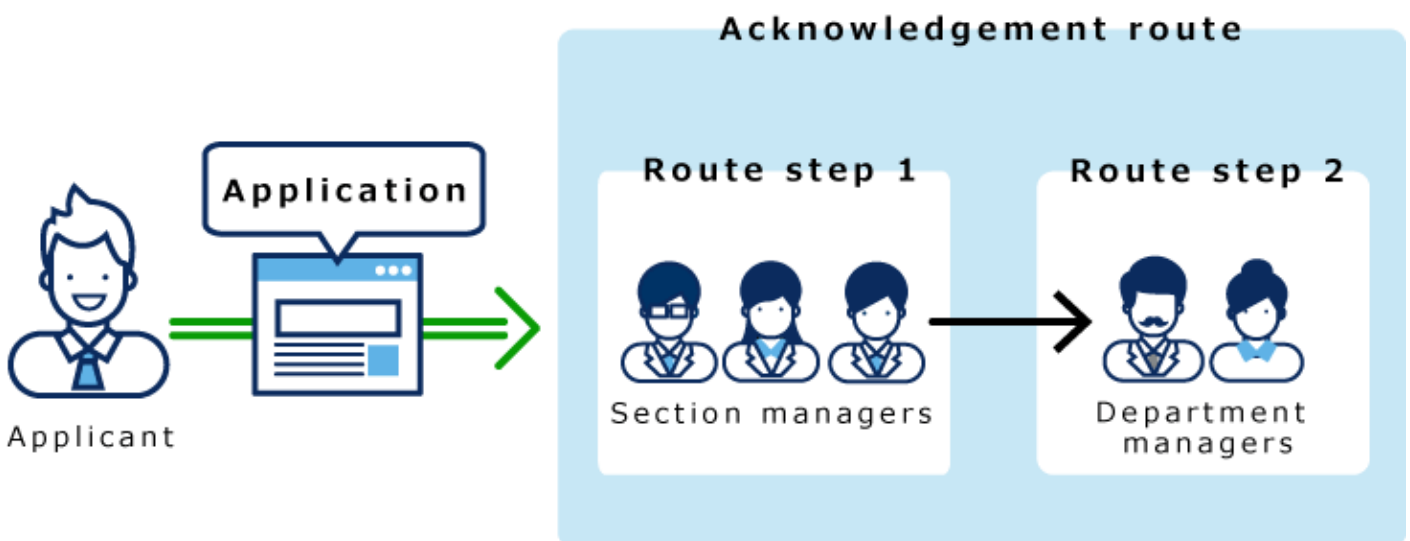 Acknowledgement route
Application
Route step 1
Route step 2
Applicant
Section managers
Department
managers